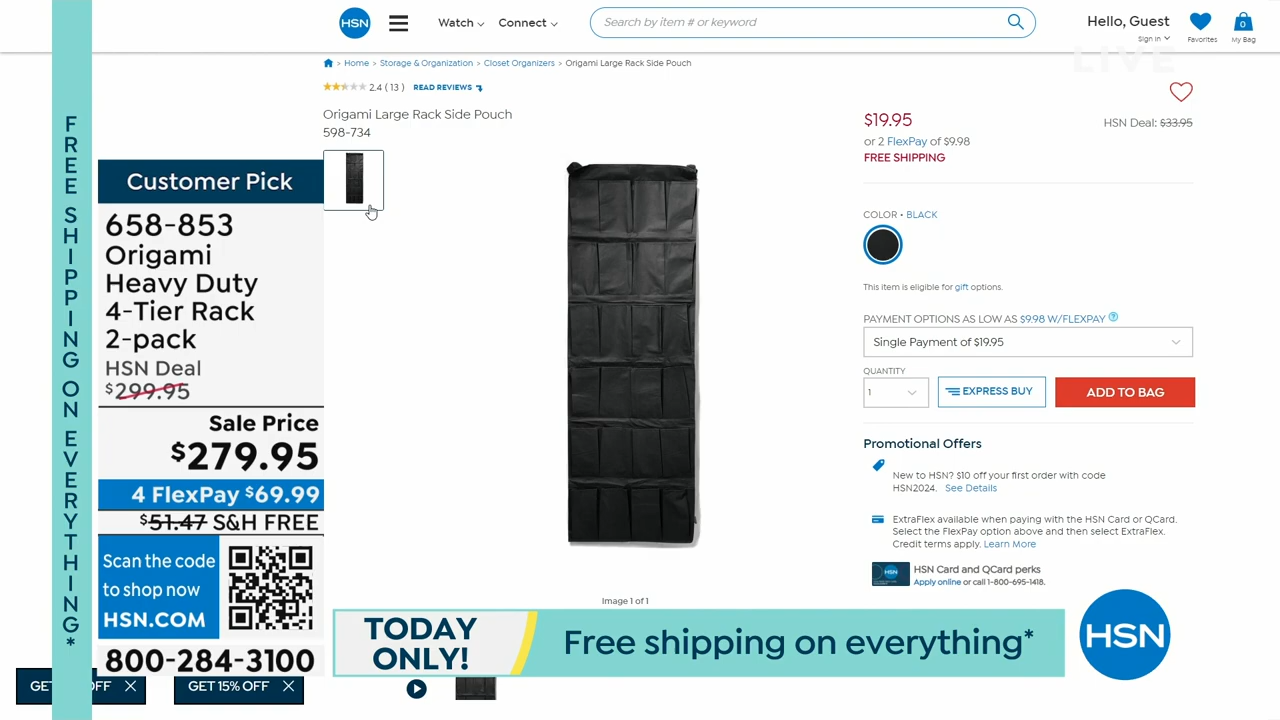 HSN
Watch
Connect
Search by item # or keyword
Hello, Guest
Sign in
Favorites
0
My Bag
LIVE
> Home > Storage & Organization > Closet Organizers > Origami Large Rack Side Pouch
2.4 ( 13 ) READ REVIEWS
Origami Large Rack Side Pouch
598-734
$19.95
HSN Deal: $33.95
or 2 FlexPay of $9.98
FREE SHIPPING
COLOR • BLACK
This item is eligible for gift options.
PAYMENT OPTIONS AS LOW AS $9.98 W/FLEXPAY ?
Single Payment of $19.95
QUANTITY
1
EXPRESS BUY
ADD TO BAG
Promotional Offers
New to HSN? $10 off your first order with code
HSN2024. See Details
ExtraFlex available when paying with the HSN Card or QCard.
Select the FlexPay option above and then select ExtraFlex.
Credit terms apply. Learn More
HSN
HSN Card and QCard perks
Apply online or call 1-800-695-1418.
Image 1 of 1
FREE SHIPPING ON EVERYTHING*
Customer Pick
658-853
Origami
Heavy Duty
4-Tier Rack
2-pack
HSN Deal
$299.95
Sale Price
$279.95
4 FlexPay $69.99
$51.47 S&H FREE
Scan the code
to shop now
HSN.COM
800-284-3100
TODAY
ONLY!
Free shipping on everything*
HSN
GET
OFF
GET 15% OFF